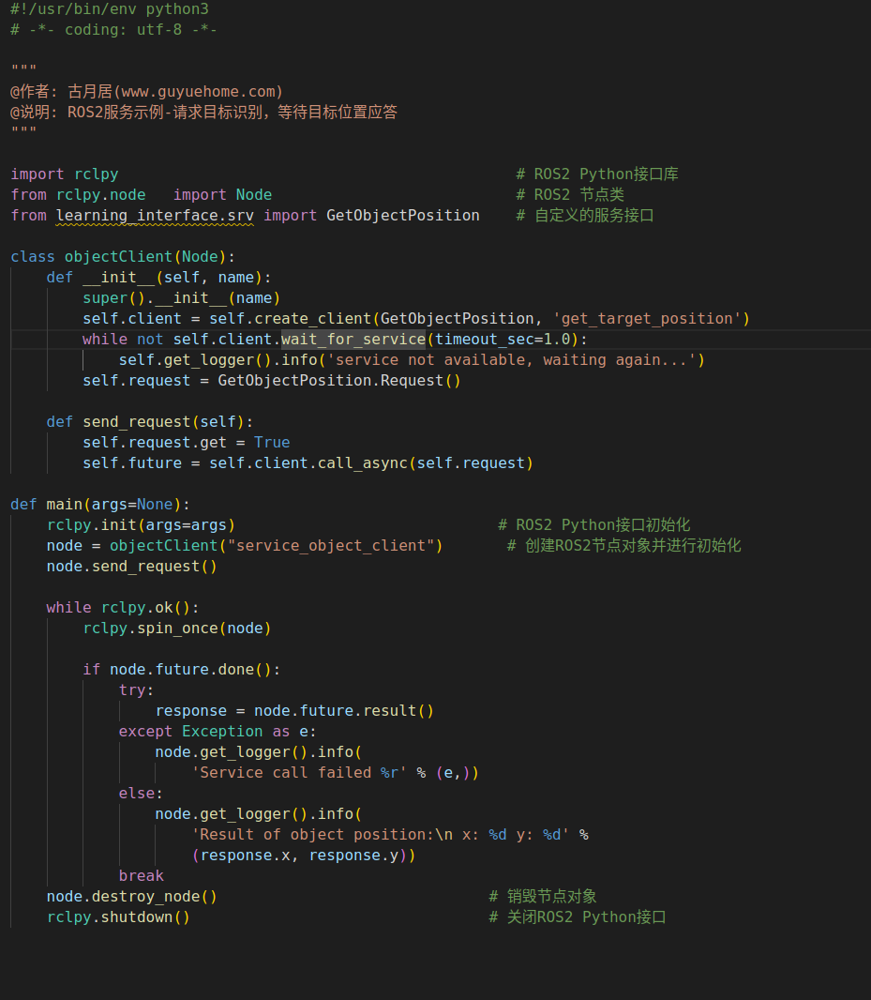 #!/usr/bin/env python3
# -*- coding: utf-8 -*-
"""
@作者: 古月居(www.guyuehome.com)
@说明: ROS2服务示例-请求目标识别，等待目标位置应答
"""
import rclpy # ROS2 Python接口库
from rclpy.node import Node # ROS2 节点类
from learning_interface.srv import GetObjectPosition # 自定义的服务接口
class objectClient(Node):
def __init__(self, name):
super().__init__(name)
self.client = self.create_client(GetObjectPosition, 'get_target_position')
while not self.client.wait_for_service(timeout_sec=1.0):
self.get_logger().info('service not available, waiting again...')
self.request = GetObjectPosition.Request()
def send_request(self):
self.request.get = True
self.future = self.client.call_async(self.request)
def main(args=None):
rclpy.init(args=args) # ROS2 Python接口初始化
node = objectClient("service_object_client") # 创建ROS2节点对象并进行初始化
node.send_request()
while rclpy.ok():
rclpy.spin_once(node)
if node.future.done():
try:
response = node.future.result()
except Exception as e:
node.get_logger().info(
'Service call failed %r' % (e,))
else:
node.get_logger().info(
'Result of object position:\n x: %d y: %d' %
(response.x, response.y))
break
node.destroy_node() # 销毁节点对象
rclpy.shutdown() # 关闭ROS2 Python接口